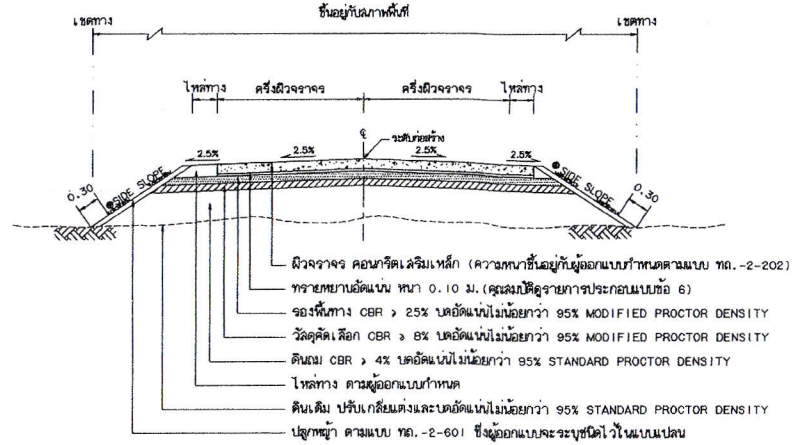 ขึ้นอยู่กับสภาพพื้นที่
เขตทาง
เขตทาง
ไหล่ทาง
ครึ่งผิวจราจร
ครึ่งผิวจราจร
ไหล่ทาง
ระดับก่อสร้าง
2.5%
2.5%
2.5%
2.5%
SIDE SLOPE
SIDE SLOPE
0.30
0.30
ผิวจราจร คอนกรีตเสริมเหล็ก (ความหนาขึ้นอยู่กับผู้ออกแบบกำหนดตามแบบ ทถ.-2-202)
ทรายหยาบอัดแน่น หนา 0.10 ม.(คุณสมบัติดูรายการประกอบแบบข้อ 6)
รองพื้นทาง CBR > 25% บดอัดแน่นไม่น้อยกว่า 95% MODIFIED PROCTOR DENSITY
วัสดุคัดเลือก CBR > 8% บดอัดแน่นไม่น้อยกว่า 95% MODIFIED PROCTOR DENSITY
ดินถม CBR > 4% บดอัดแน่นไม่น้อยกว่า 95% STANDARD PROCTOR DENSITY
ไหล่ทาง ตามผู้ออกแบบกำหนด
ดินเดิม ปรับเกลี่ยแต่งและบดอัดแน่นไม่น้อยกว่า 95% STANDARD PROCTOR DENSITY
ปลูกหญ้า ตามแบบ ทถ.-2-601 ซึ่งผู้ออกแบบจะระบุชนิดไว้ในแบบแปลน